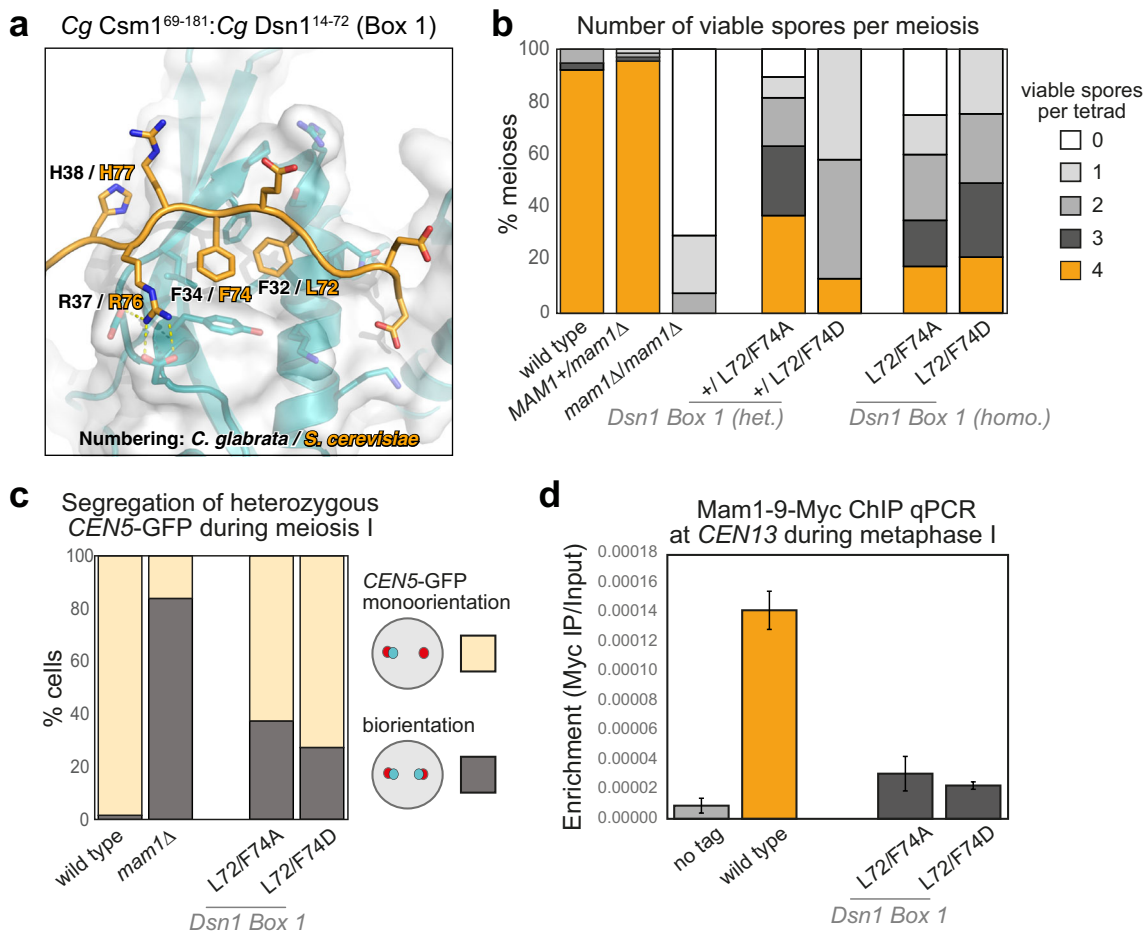 a
Cg Csm1⁶⁹⁻¹⁸¹:Cg Dsn1¹⁴⁻⁷² (Box 1)
H38 / H77
R37 / R76
F34 / F74
F32 / L72
Numbering: C. glabrata / S. cerevisiae
b
Number of viable spores per meiosis
% meioses
100
80
60
40
20
0
wild type
MAM1+/mam1Δ
mam1Δ/mam1Δ
+/ L72/F74A
+/ L72/F74D
L72/F74A
L72/F74D
Dsn1 Box 1 (het.)
Dsn1 Box 1 (homo.)
viable spores
per tetrad
0
1
2
3
4
c
Segregation of heterozygous
CEN5-GFP during meiosis I
% cells
100
80
60
40
20
0
wild type
mam1Δ
L72/F74A
L72/F74D
Dsn1 Box 1
CEN5-GFP
monoorientation
biorientation
d
Mam1-9-Myc ChIP qPCR
at CEN13 during metaphase I
Enrichment (Myc IP/Input)
0.00018
0.00016
0.00014
0.00012
0.00010
0.00008
0.00006
0.00004
0.00002
0.00000
no tag
wild type
L72/F74A
L72/F74D
Dsn1 Box 1